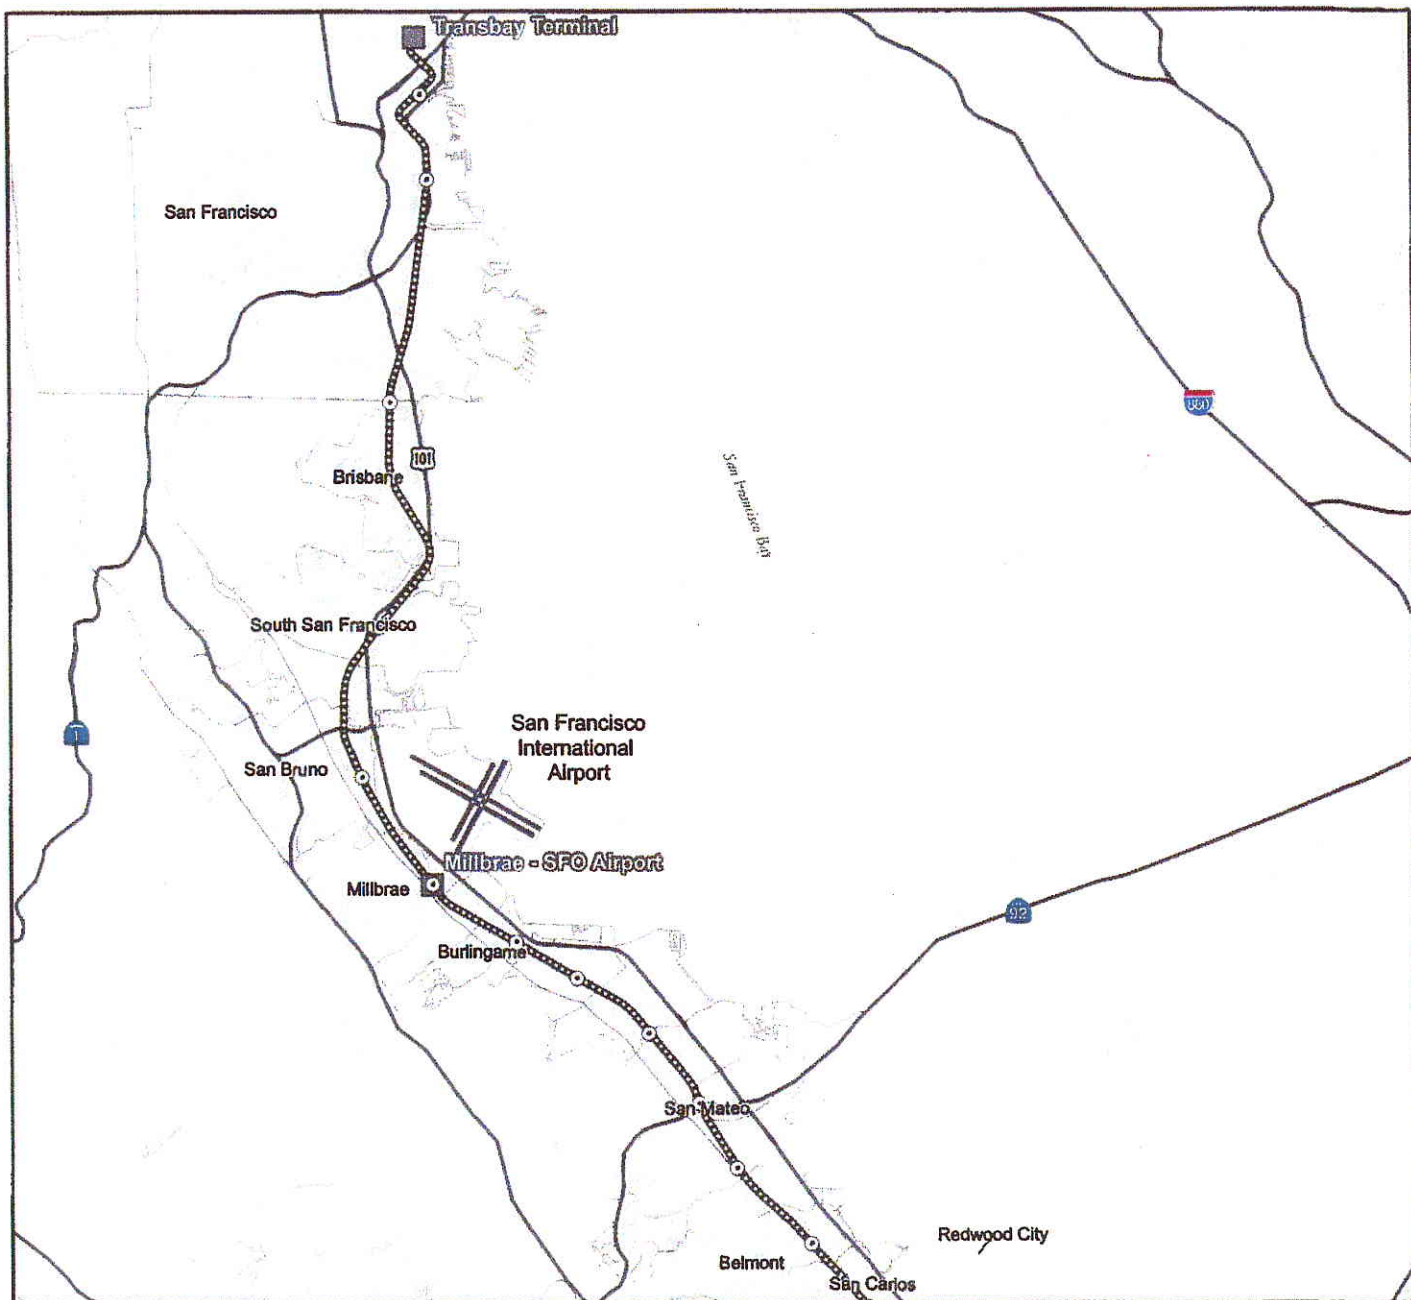 Transbay Terminal
San Francisco
880
101
Brisbane
San Francisco Bay
South San Francisco
San Francisco
International
Airport
1
San Bruno
Millbrae - SFO Airport
Millbrae
92
Burlingame
San Mateo
Redwood City
Belmont
San Carlos